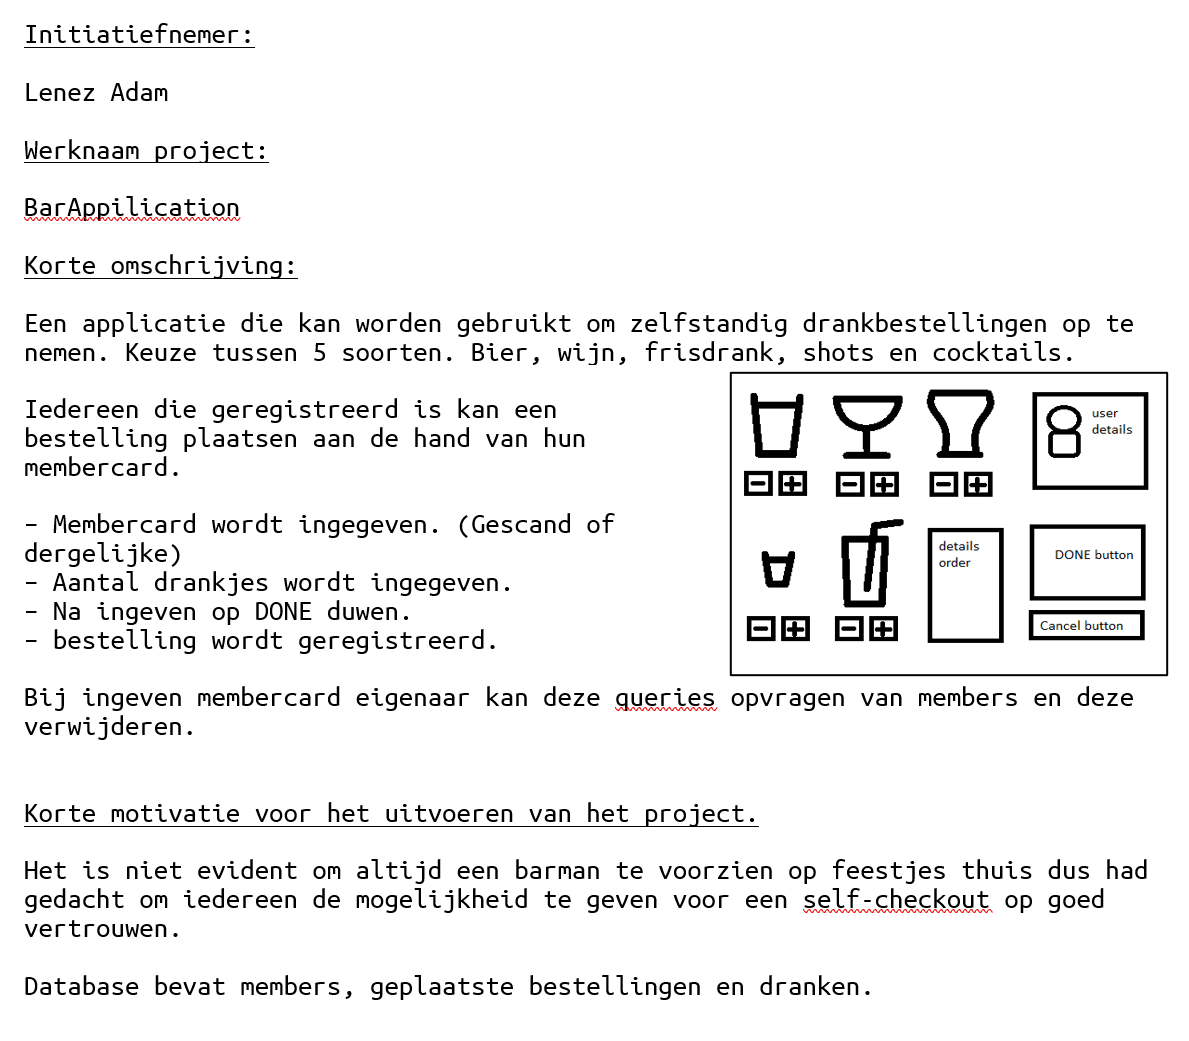 Initiatiefnemer:
Lenez Adam
Werknaam project:
BarAppilication
Korte omschrijving:
Een applicatie die kan worden gebruikt om zelfstandig drankbestellingen op te
nemen. Keuze tussen 5 soorten. Bier, wijn, frisdrank, shots en cocktails.
Iedereen die geregistreerd is kan een
bestelling plaatsen aan de hand van hun
membercard.
– Membercard wordt ingegeven. (Gescand of
dergelijke)
– Aantal drankjes wordt ingegeven.
– Na ingeven op DONE duwen.
– bestelling wordt geregistreerd.
user
details
details
order
DONE button
Cancel button
Bij ingeven membercard eigenaar kan deze queries opvragen van members en deze
verwijderen.
Korte motivatie voor het uitvoeren van het project.
Het is niet evident om altijd een barman te voorzien op feestjes thuis dus had
gedacht om iedereen de mogelijkheid te geven voor een self-checkout op goed
vertrouwen.
Database bevat members, geplaatste bestellingen en dranken.